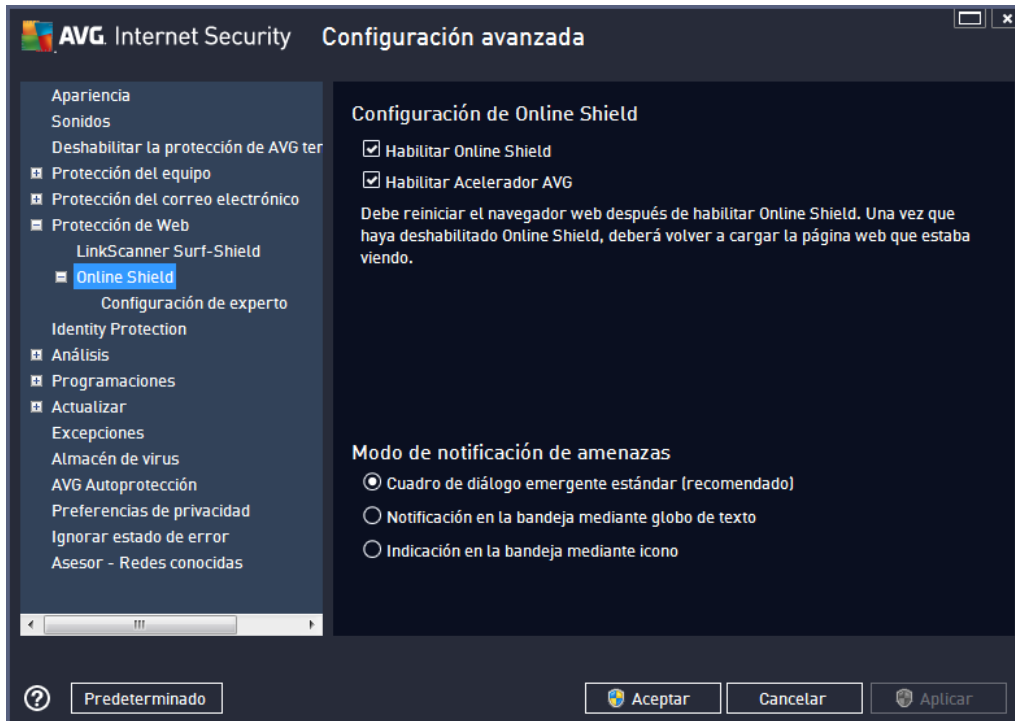 AVG. Internet Security Configuración avanzada
Apariencia
Sonidos
Deshabilitar la protección de AVG ter
Protección del equipo
Protección del correo electrónico
Protección de Web
LinkScanner Surf-Shield
Online Shield
Configuración de experto
Identity Protection
Análisis
Programaciones
Actualizar
Excepciones
Almacén de virus
AVG Autoprotección
Preferencias de privacidad
Ignorar estado de error
Asesor - Redes conocidas
Configuración de Online Shield
Habilitar Online Shield
Habilitar Acelerador AVG
Debe reiniciar el navegador web después de habilitar Online Shield. Una vez que
haya deshabilitado Online Shield, deberá volver a cargar la página web que estaba
viendo.
Modo de notificación de amenazas
Cuadro de diálogo emergente estándar (recomendado)
Notificación en la bandeja mediante globo de texto
Indicación en la bandeja mediante icono
? Predeterminado Aceptar Cancelar Aplicar